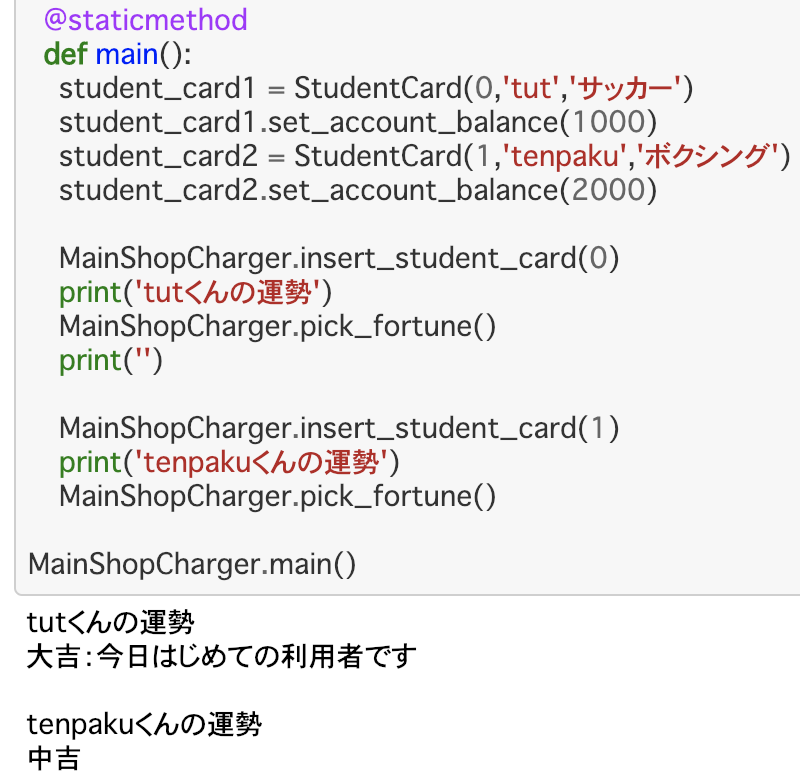 @staticmethod
def main():
student_card1 = StudentCard(0,'tut','サッカー')
student_card1.set_account_balance(1000)
student_card2 = StudentCard(1,'tenpaku','ボクシング')
student_card2.set_account_balance(2000)
MainShopCharger.insert_student_card(0)
print('tutくんの運勢')
MainShopCharger.pick_fortune()
print('')
MainShopCharger.insert_student_card(1)
print('tenpakuくんの運勢')
MainShopCharger.pick_fortune()
MainShopCharger.main()
tutくんの運勢
大吉：今日はじめての利用者です
tenpakuくんの運勢
中吉